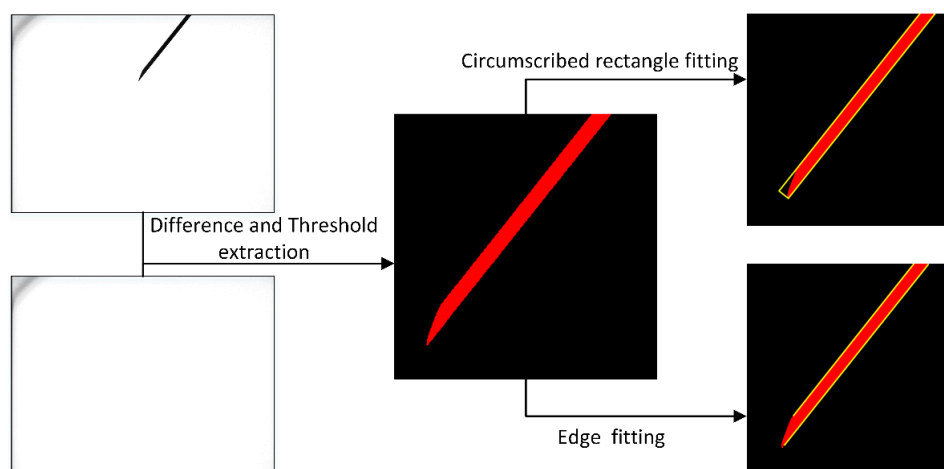 Circumscribed rectangle fitting
Difference and Threshold
extraction
Edge fitting